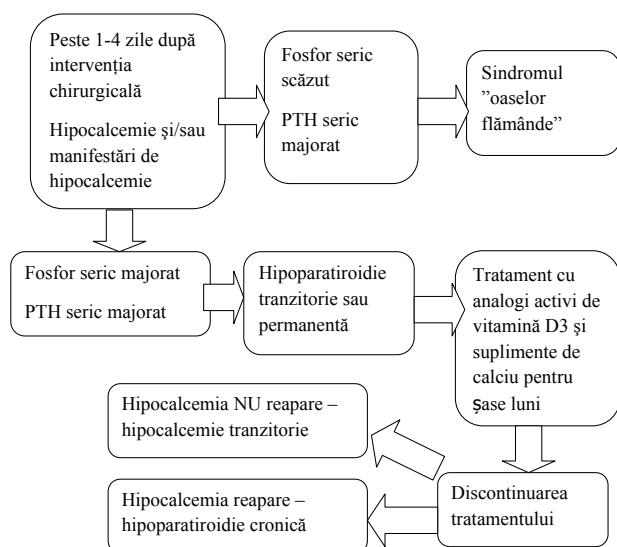 Peste 1-4 zile după
intervenția
chirurgicală
Hipocalcemie şi/sau
manifestări de
hipocalcemie
Fosfor seric
scăzut
PTH seric
majorat
Sindromul
”oaselor
flămânde”
Fosfor seric majorat
PTH seric majorat
Hipoparatiroidie
tranzitorie sau
permanentă
Tratament cu
analogi activi de
vitamină D3 şi
suplimente de
calciu pentru
șase luni
Hipocalcemia NU reapare –
hipocalcemie tranzitorie
Hipocalcemia reapare –
hipoparatiroidie cronică
Discontinuarea
tratamentului